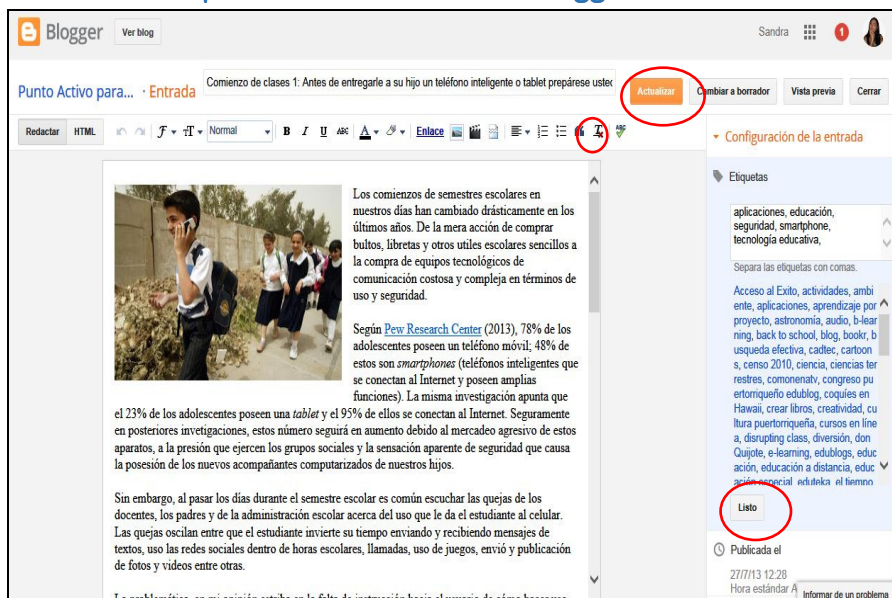 Blogger
Ver blog
Sandra
1
Punto Activo para... · Entrada
Comienzo de clases 1: Antes de entregarle a su hijo un teléfono inteligente o tablet prepárese usted
Actualizar
Cambiar a borrador
Vista previa
Cerrar
Redactar
HTML
Normal
B I U ABC A
Enlace
ABC
Configuración de la entrada
Etiquetas
aplicaciones, educación,
seguridad, smartphone,
tecnología educativa,
Separa las etiquetas con comas.
Acceso al Exito, actividades, ambi
ente, aplicaciones, aprendizaje por
proyecto, astronomía, audio, b-lear
ning, back to school, blog, bookr, b
usqueda efectiva, cadtec, cartoon
s, censo 2010, ciencia, ciencias ter
restres, comonenatv, congreso pu
ertorriqueño edublog, coquíes en
Hawaii, crear libros, creatividad, cu
ltura puertorriqueña, cursos en líne
a, disrupting class, diversión, don
Quijote, e-learning, edublogs, educ
ación, educación a distancia, educ
ación especial, eduteka, el tiempo
Listo
Publicada el
27/7/13 12:28
Hora estándar A
Informar de un problema
Los comienzos de semestres escolares en
nuestros días han cambiado drásticamente en los
últimos años. De la mera acción de comprar
bultos, libretas y otros utiles escolares sencillos a
la compra de equipos tecnológicos de
comunicación costosa y compleja en términos de
uso y seguridad.
Según Pew Research Center (2013), 78% de los
adolescentes poseen un teléfono móvil; 48% de
estos son smartphones (teléfonos inteligentes que
se conectan al Internet y poseen amplias
funciones). La misma investigación apunta que
el 23% de los adolescentes poseen una tablet y el 95% de ellos se conectan al Internet. Seguramente
en posteriores invetigaciones, estos número seguirá en aumento debido al mercadeo agresivo de estos
aparatos, a la presión que ejercen los grupos sociales y la sensación aparente de seguridad que causa
la posesión de los nuevos acompañantes computarizados de nuestros hijos.
Sin embargo, al pasar los días durante el semestre escolar es común escuchar las quejas de los
docentes, los padres y de la administración escolar acerca del uso que le da el estudiante al celular.
Las quejas oscilan entre que el estudiante invierte su tiempo enviando y recibiendo mensajes de
textos, uso las redes sociales dentro de horas escolares, llamadas, uso de juegos, envió y publicación
de fotos y videos entre otras.